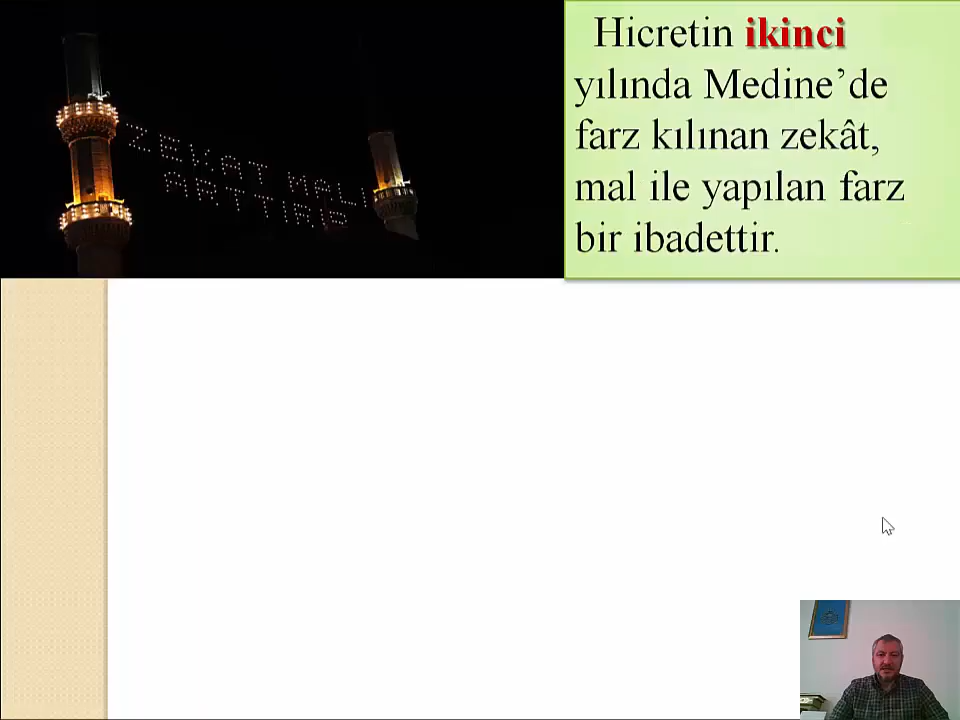 ZEKAT MALI
ARTTIRIR
Hicretin ikinci
yılında Medine’de
farz kılınan zekât,
mal ile yapılan farz
bir ibadettir.